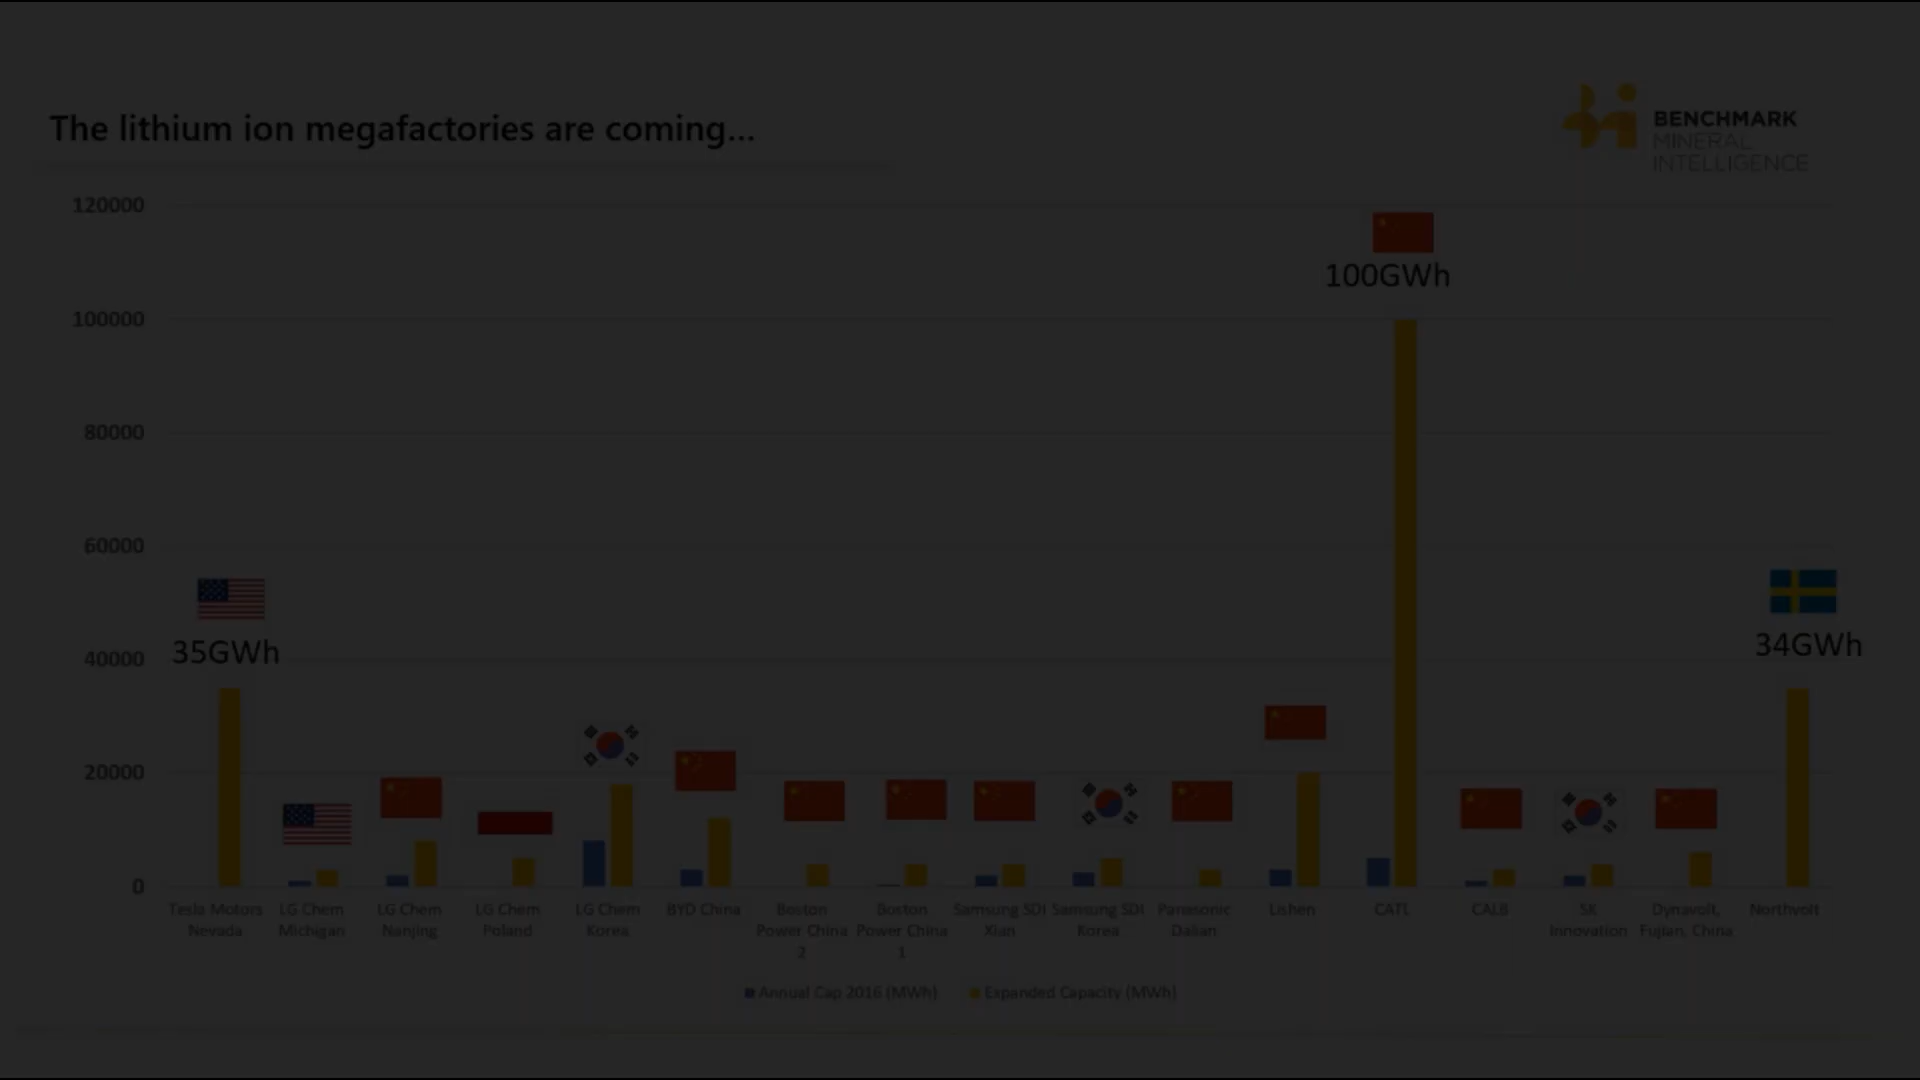 The lithium ion megafactories are coming...
BENCHMARK
MINERAL
INTELLIGENCE
120000
100000
80000
60000
40000
20000
0
35GWh
100GWh
34GWh
Tesla Motors
Nevada
LG Chem
Michigan
LG Chem
Nanjing
LG Chem
Poland
LG Chem
Korea
BYD China
Boston
Power China
2
Boston
Power China
1
Samsung SDI
Xian
Samsung SDI
Korea
Panasonic
Dalian
Lishen
CATL
CALB
SK
Innovation
Dynavolt,
Fujian, China
Northvolt
Annual Cap 2016 (MWh)
Expanded Capacity (MWh)